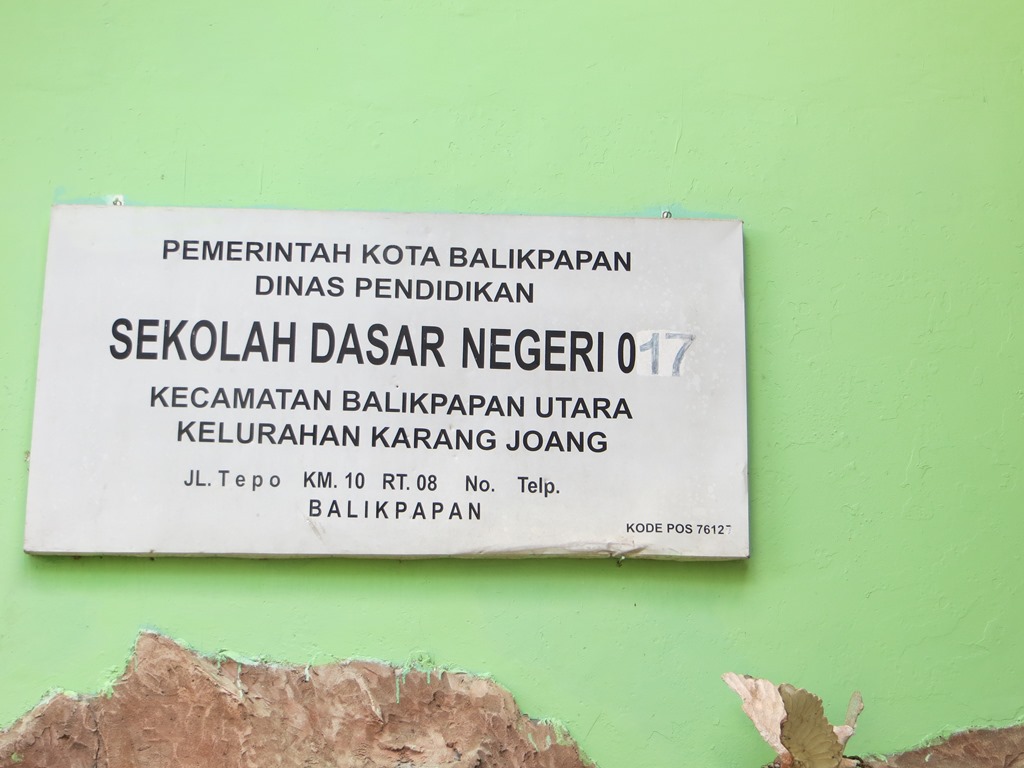 PEMERINTAH KOTA BALIKPAPAN
DINAS PENDIDIKAN
SEKOLAH DASAR NEGERI 017
KECAMATAN BALIKPAPAN UTARA
KELURAHAN KARANG JOANG
JL. Tepo KM. 10 RT. 08 No. Telp.
BALIKPAPAN
KODE POS 76127